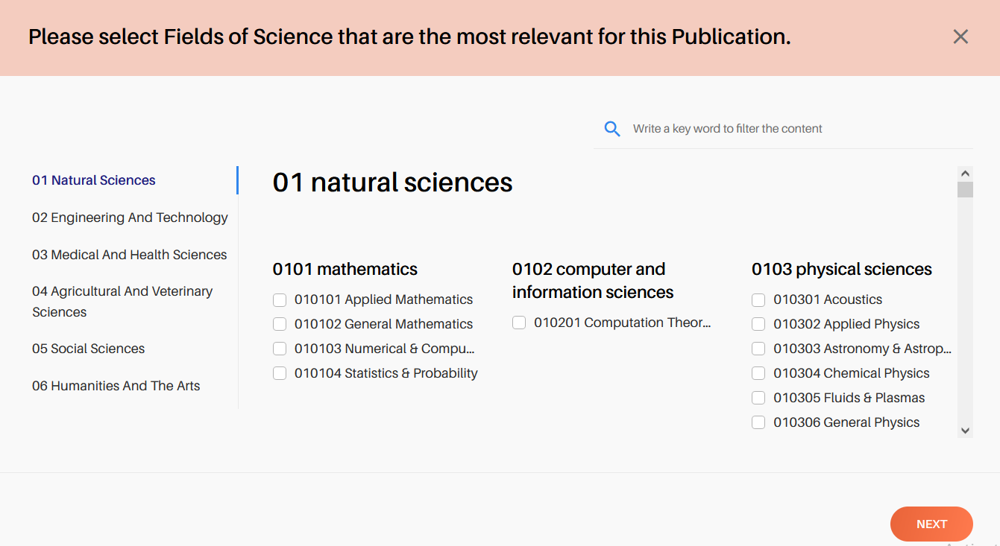 Please select Fields of Science that are the most relevant for this Publication.
Write a key word to filter the content
01 Natural Sciences
02 Engineering And Technology
03 Medical And Health Sciences
04 Agricultural And Veterinary
Sciences
05 Social Sciences
06 Humanities And The Arts
01 natural sciences
0101 mathematics
010101 Applied Mathematics
010102 General Mathematics
010103 Numerical & Compu...
010104 Statistics & Probability
0102 computer and
information sciences
010201 Computation Theor...
0103 physical sciences
010301 Acoustics
010302 Applied Physics
010303 Astronomy & Astrop...
010304 Chemical Physics
010305 Fluids & Plasmas
010306 General Physics
NEXT